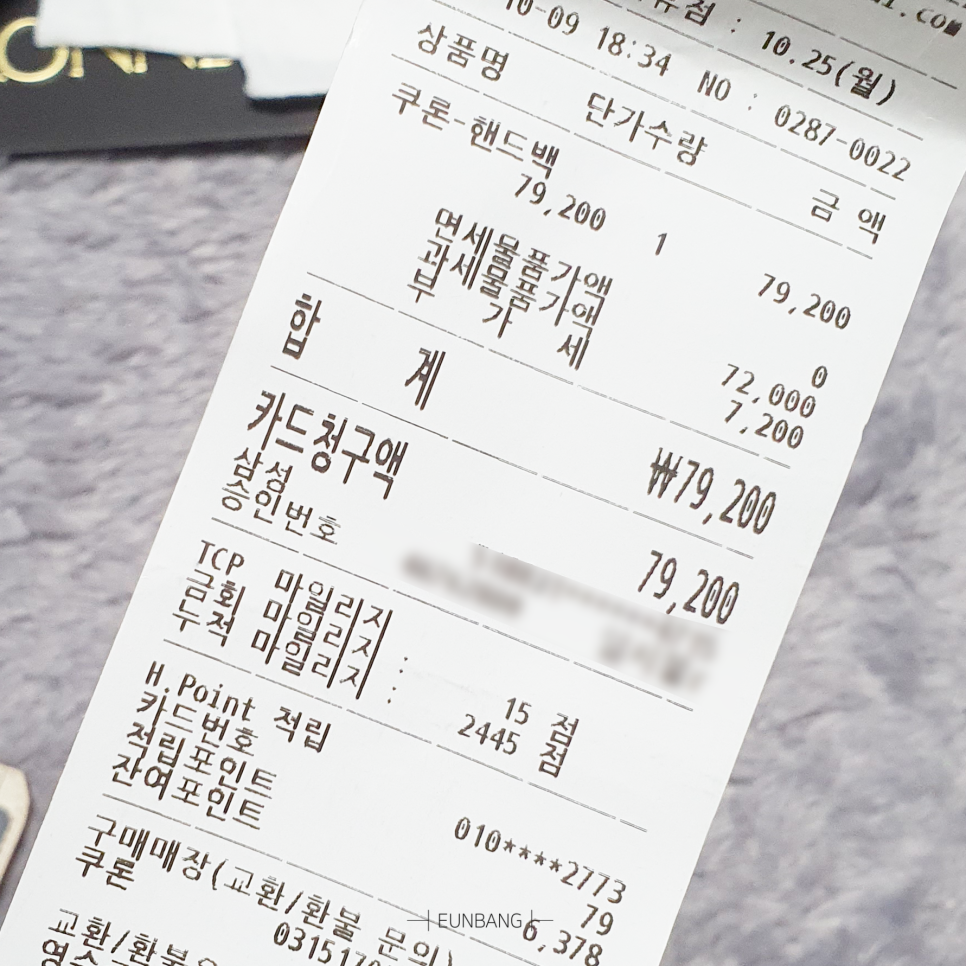 휴점 : 10.25(월)
10-09 18:34 NO : 0287-0022
상품명 단가수량 금 액
쿠론-핸드백
79,200 1 79,200
면세물품가액 0
과세물품가액 72,000
부 가 세 7,200
합 계 ₩79,200
카드청구액 79,200
삼성
승인번호
TCP 마일리지
금회 마일리지 : 15 점
누적 마일리지 : 2445 점
H.Point 적립
카드번호 010****2773
적립포인트 79
잔여포인트 6,378
구매매장(교환/환불 문의)
쿠론
교환/환불
EUNBANG